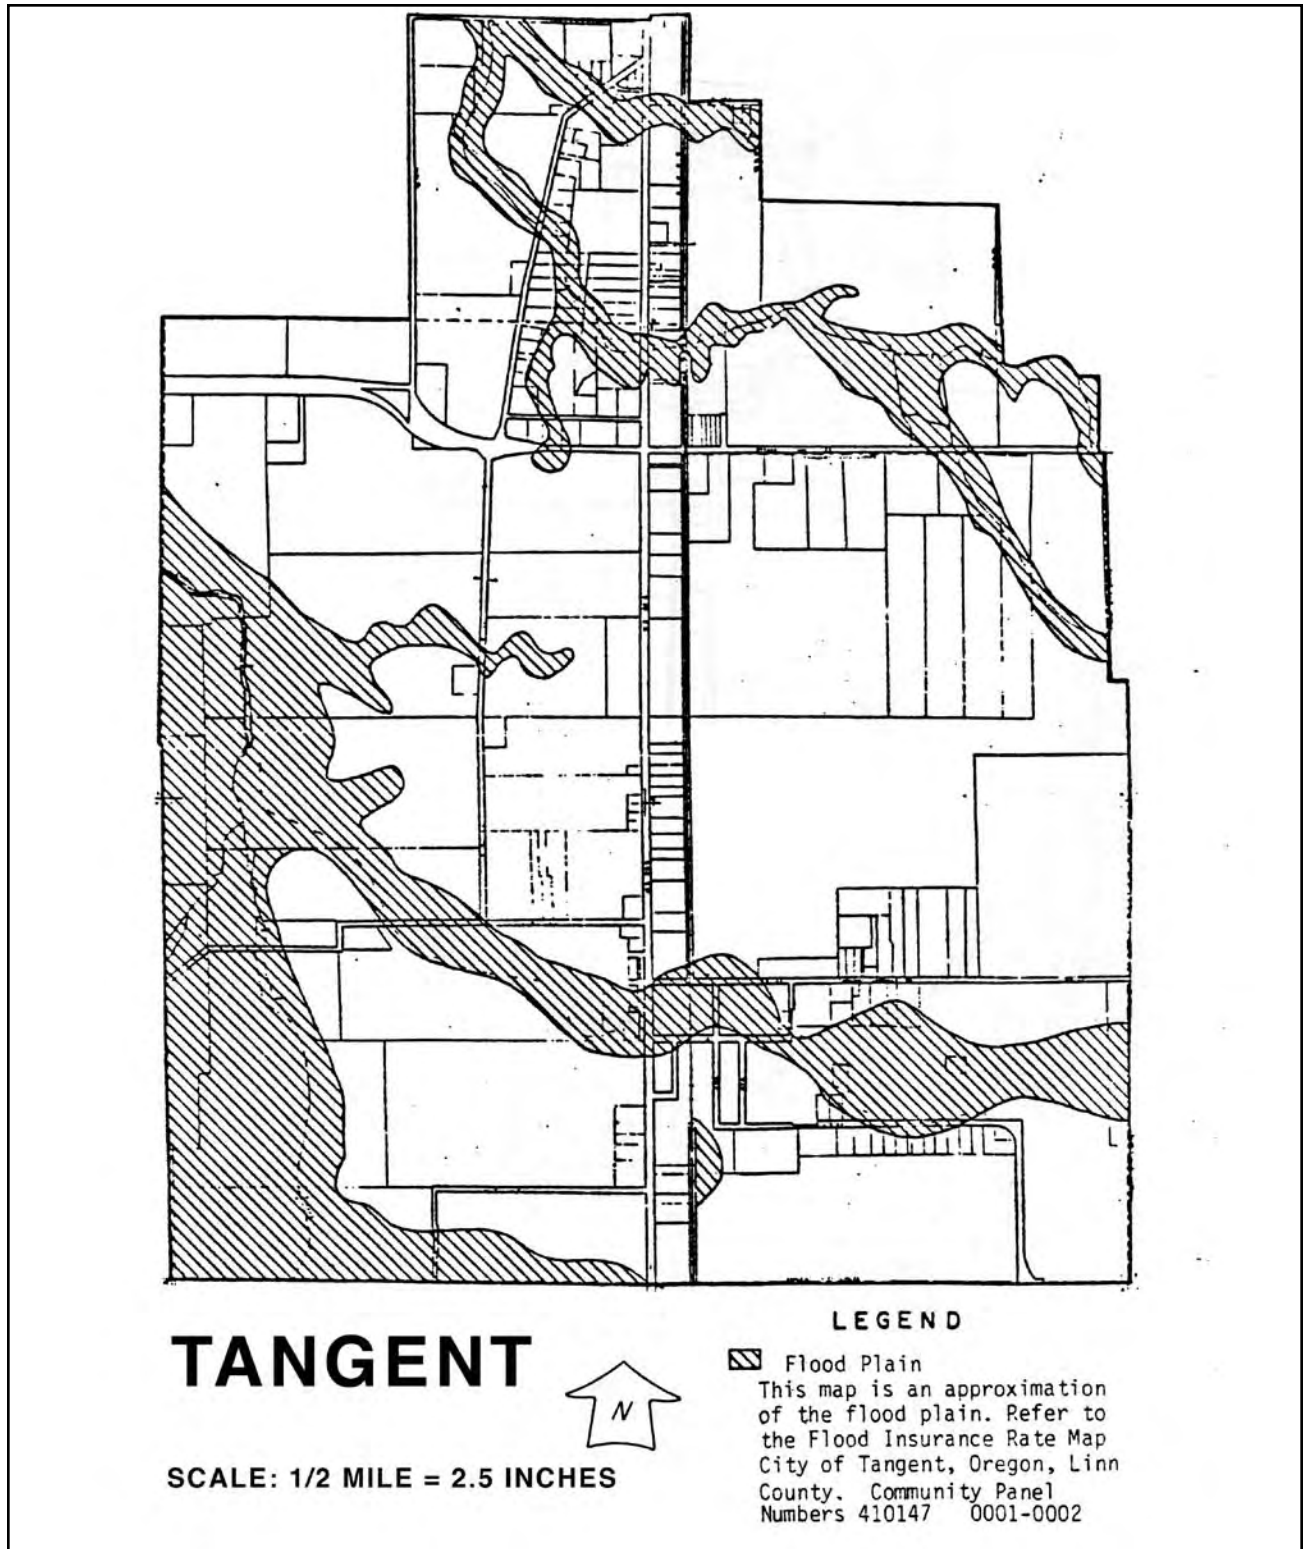 TANGENT
N
SCALE: 1/2 MILE = 2.5 INCHES
LEGEND
Flood Plain
This map is an approximation
of the flood plain. Refer to
the Flood Insurance Rate Map
City of Tangent, Oregon, Linn
County. Community Panel
Numbers 410147 0001-0002